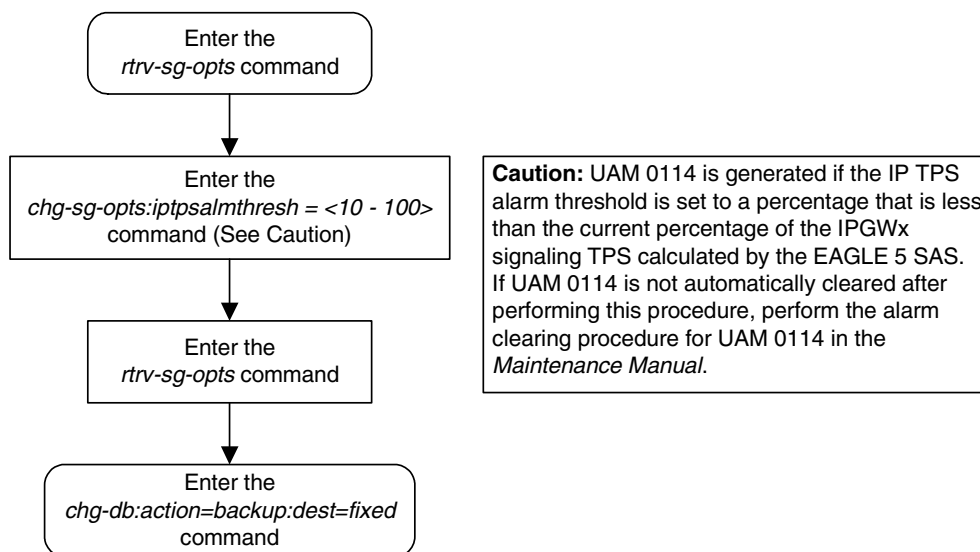 Enter the
rtrv-sg-opts command
Enter the
chg-sg-opts:iptpsalmthresh = <10 - 100>
command (See Caution)
Caution: UAM 0114 is generated if the IP TPS
alarm threshold is set to a percentage that is less
than the current percentage of the IPGWx
signaling TPS calculated by the EAGLE 5 SAS.
If UAM 0114 is not automatically cleared after
performing this procedure, perform the alarm
clearing procedure for UAM 0114 in the
Maintenance Manual.
Enter the
rtrv-sg-opts command
Enter the
chg-db:action=backup:dest=fixed
command